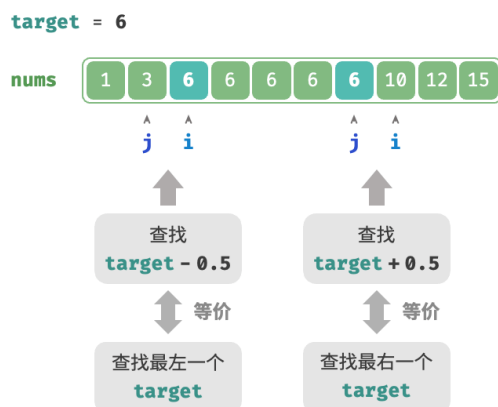 target = 6
nums 1 3 6 6 6 6 6 10 12 15
j i j i
查找 查找
target - 0.5 target + 0.5
等价 等价
查找最左一个 查找最右一个
target target